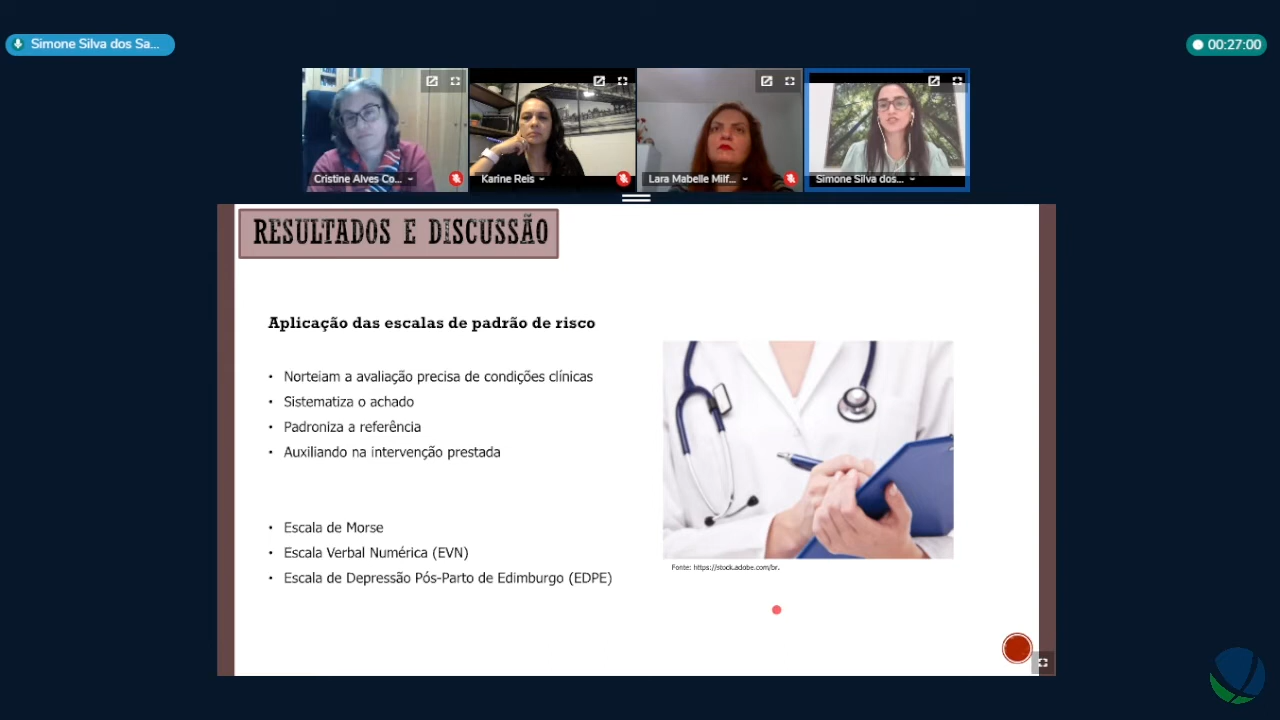 Simone Silva dos Sa...
00:27:00
Cristine Alves Co...
Karine Reis
Lara Mabelle Milf...
Simone Silva dos...
RESULTADOS E DISCUSSÃO
Aplicação das escalas de padrão de risco
• Norteiam a avaliação precisa de condições clínicas
• Sistematiza o achado
• Padroniza a referência
• Auxiliando na intervenção prestada
• Escala de Morse
• Escala Verbal Numérica (EVN)
• Escala de Depressão Pós-Parto de Edimburgo (EDPE)
Fonte: https://stock.adobe.com/br.